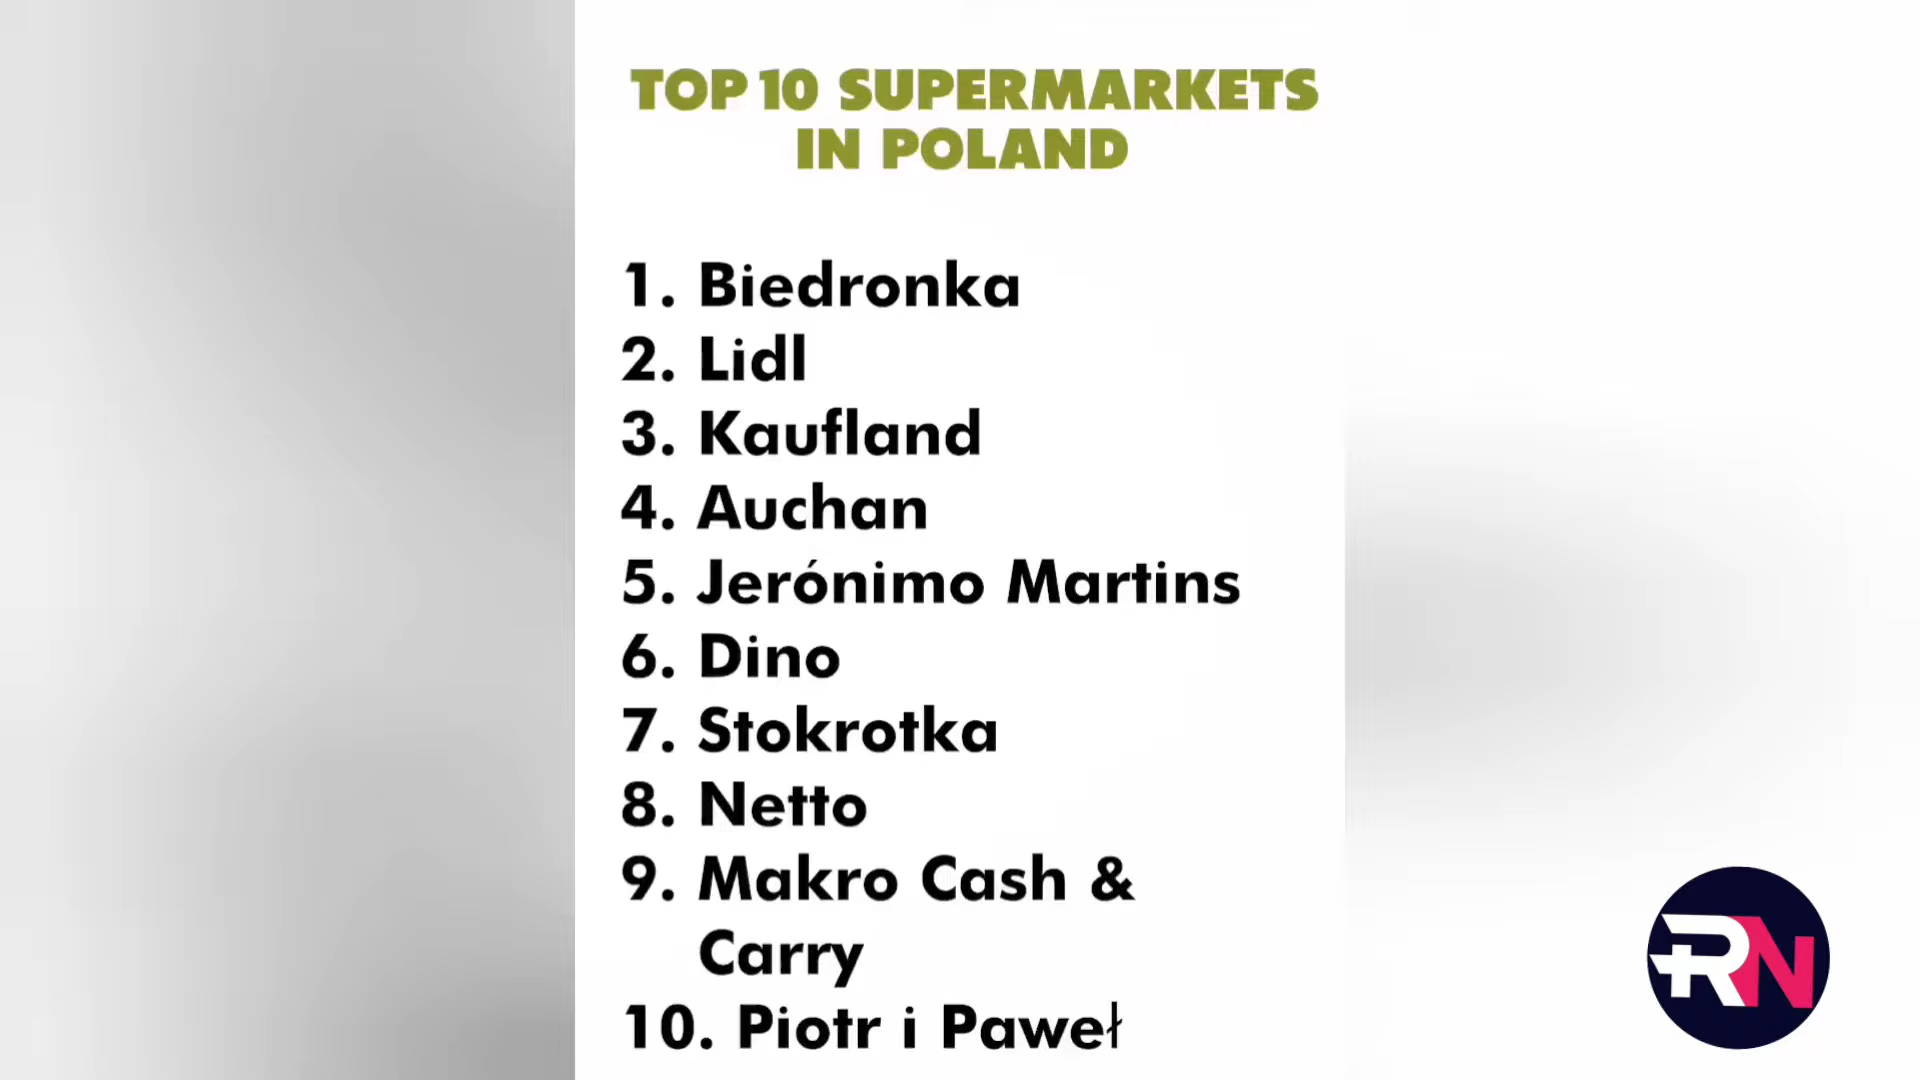 TOP 10 SUPERMARKETS
IN POLAND
1. Biedronka
2. Lidl
3. Kaufland
4. Auchan
5. Jerónimo Martins
6. Dino
7. Stokrotka
8. Netto
9. Makro Cash &
Carry
10. Piotr i Paweł
RN